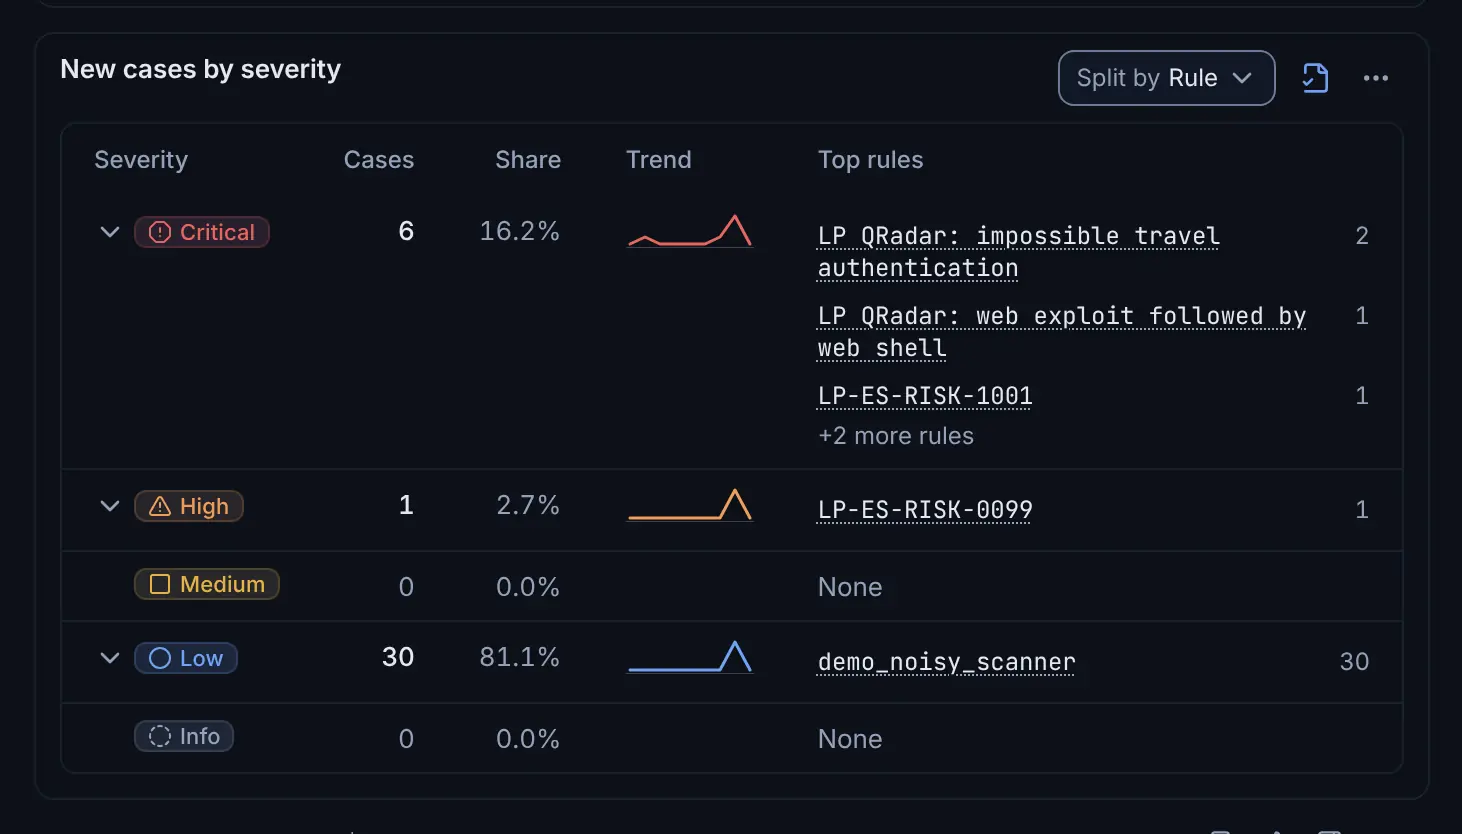 New cases by severity
Split by Rule
Severity Cases Share Trend Top rules
Critical 6 16.2% LP QRadar: impossible travel 2
authentication
LP QRadar: web exploit followed by 1
web shell
LP-ES-RISK-1001 1
+2 more rules
High 1 2.7% LP-ES-RISK-0099 1
Medium 0 0.0% None
Low 30 81.1% demo_noisy_scanner 30
Info 0 0.0% None